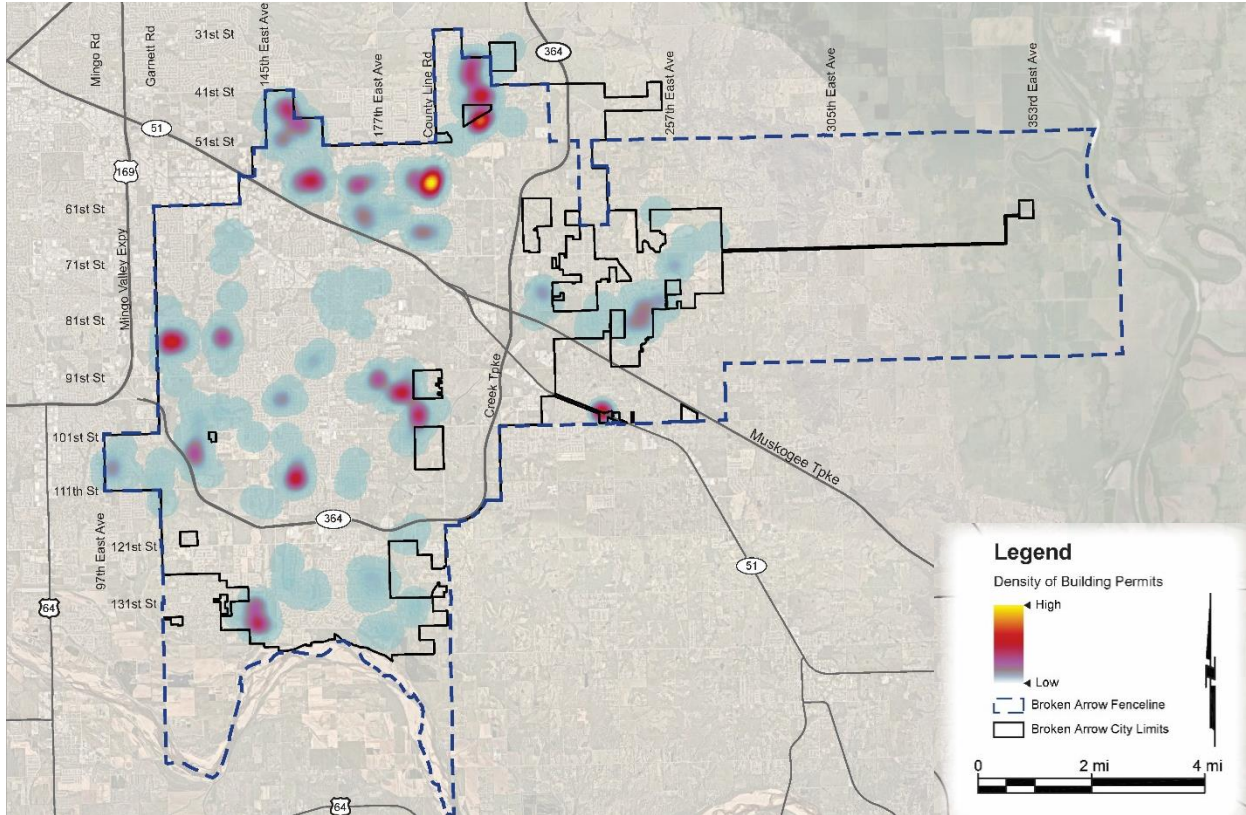 Mingo Rd
Garnett Rd
145th East Ave
177th East Ave
County Line Rd
257th East Ave
305th East Ave
353rd East Ave
31st St
41st St
51st St
61st St
71st St
81st St
91st St
101st St
111th St
121st St
131st St
97th East Ave
Mingo Valley Expy
Creek Tpke
Muskogee Tpke
364
51
169
364
51
64
64
Legend
Density of Building Permits
High
Low
Broken Arrow Fenceline
Broken Arrow City Limits
0 2 mi 4 mi